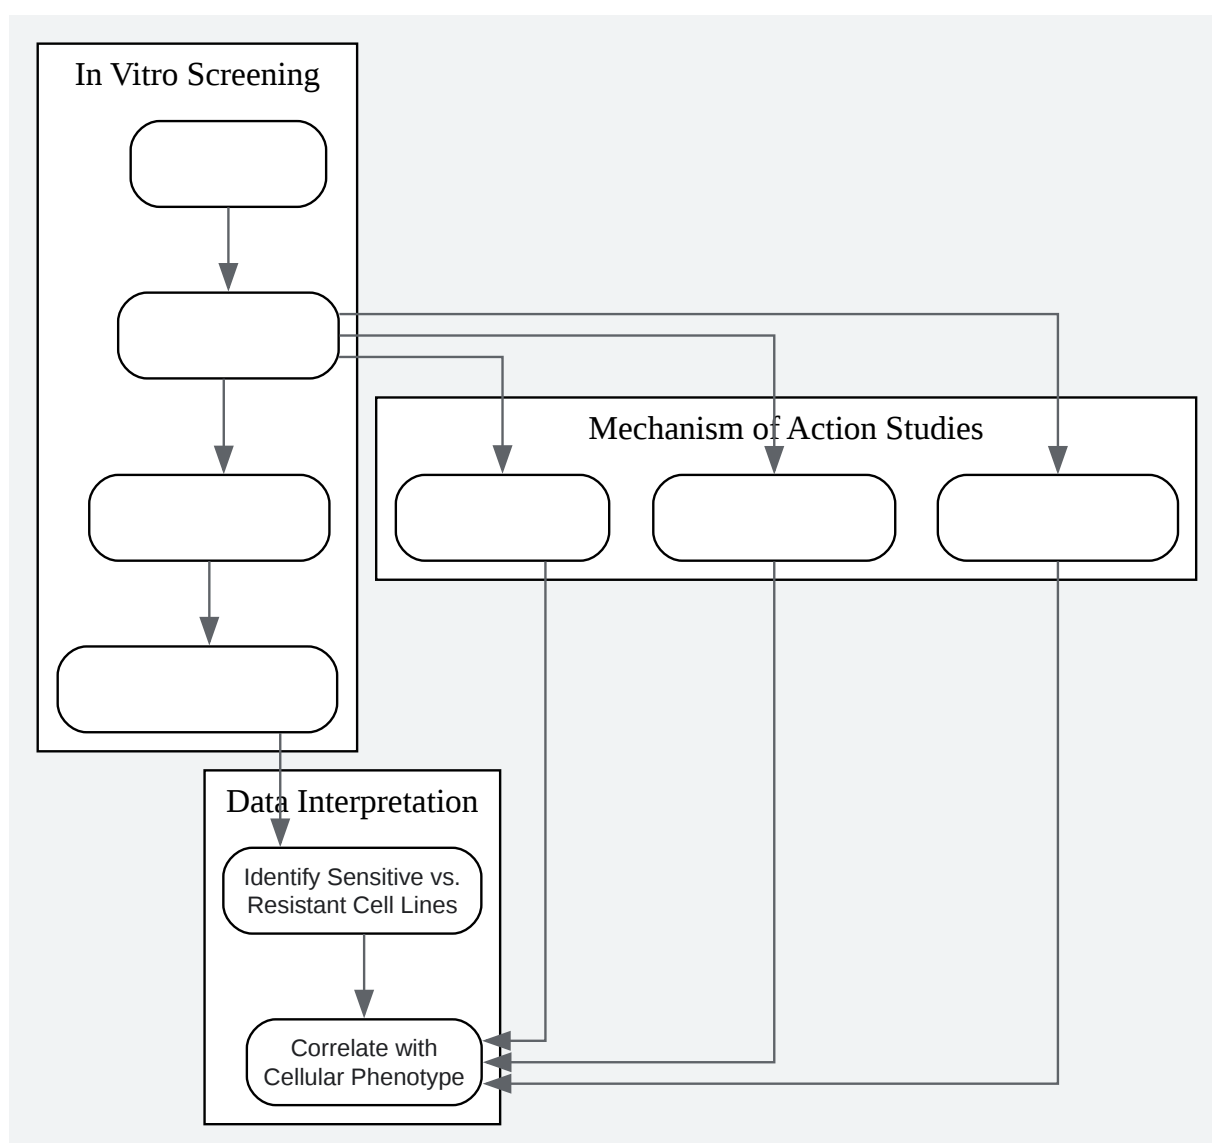 In Vitro Screening
Mechanism of Action Studies
Data Interpretation
Identify Sensitive vs.
Resistant Cell Lines
Correlate with
Cellular Phenotype